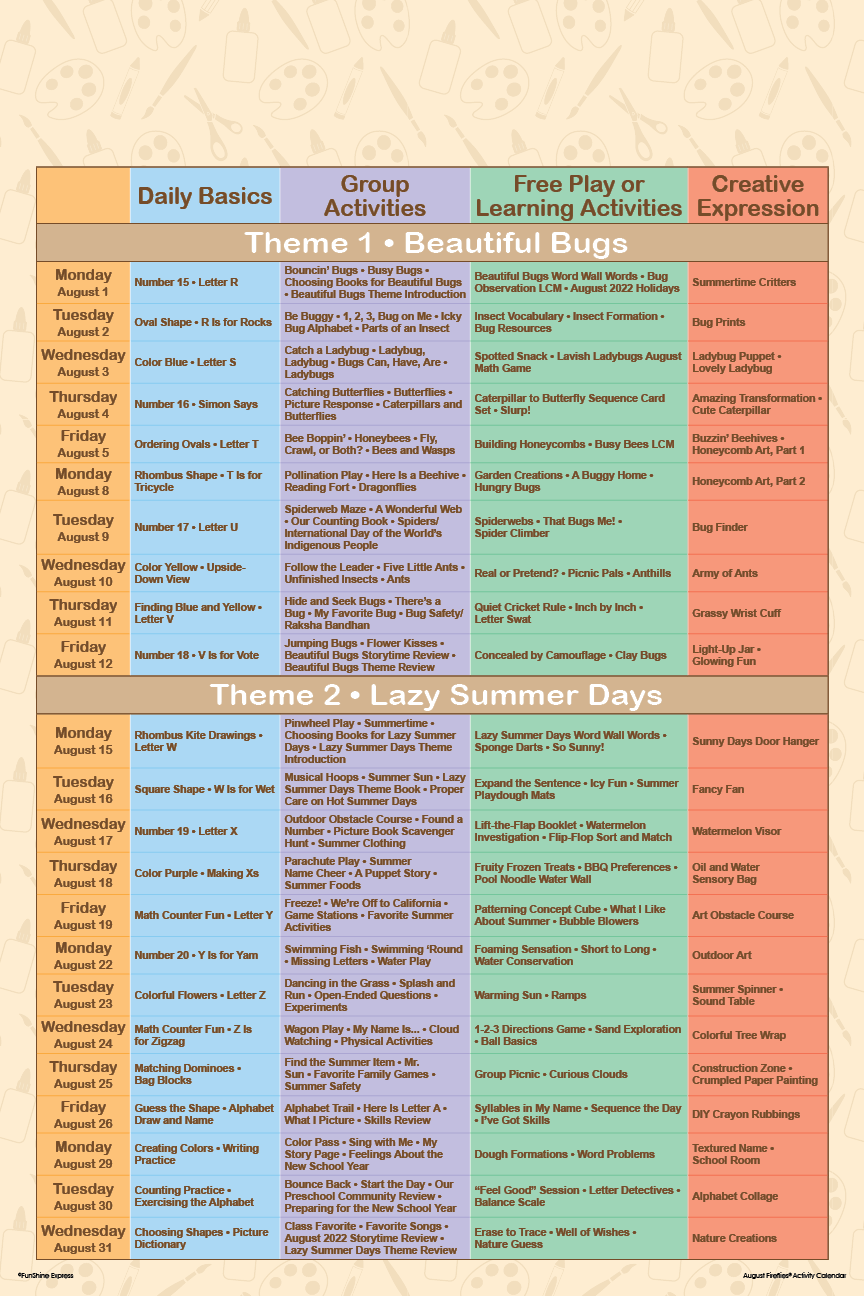 Daily Basics
Group
Activities
Free Play or
Learning Activities
Creative
Expression
Theme 1 • Beautiful Bugs
Monday
August 1
Number 15 • Letter R
Bouncin’ Bugs • Busy Bugs •
Choosing Books for Beautiful Bugs
• Beautiful Bugs Theme Introduction
Beautiful Bugs Word Wall Words • Bug
Observation LCM • August 2022 Holidays
Summertime Critters
Tuesday
August 2
Oval Shape • R Is for Rocks
Be Buggy • 1, 2, 3, Bug on Me • Icky
Bug Alphabet • Parts of an Insect
Insect Vocabulary • Insect Formation •
Bug Resources
Bug Prints
Wednesday
August 3
Color Blue • Letter S
Catch a Ladybug • Ladybug,
Ladybug • Bugs Can, Have, Are •
Ladybugs
Spotted Snack • Lavish Ladybugs August
Math Game
Ladybug Puppet •
Lovely Ladybug
Thursday
August 4
Number 16 • Simon Says
Catching Butterflies • Butterflies •
Picture Response • Caterpillars and
Butterflies
Caterpillar to Butterfly Sequence Card
Set • Slurp!
Amazing Transformation •
Cute Caterpillar
Friday
August 5
Ordering Ovals • Letter T
Bee Boppin’ • Honeybees • Fly,
Crawl, or Both? • Bees and Wasps
Building Honeycombs • Busy Bees LCM
Buzzin’ Beehives •
Honeycomb Art, Part 1
Monday
August 8
Rhombus Shape • T Is for
Tricycle
Pollination Play • Here Is a Beehive •
Reading Fort • Dragonflies
Garden Creations • A Buggy Home •
Hungry Bugs
Honeycomb Art, Part 2
Tuesday
August 9
Number 17 • Letter U
Spiderweb Maze • A Wonderful Web
• Our Counting Book • Spiders/
International Day of the World’s
Indigenous People
Spiderwebs • That Bugs Me! •
Spider Climber
Bug Finder
Wednesday
August 10
Color Yellow • Upside-
Down View
Follow the Leader • Five Little Ants •
Unfinished Insects • Ants
Real or Pretend? • Picnic Pals • Anthills
Army of Ants
Thursday
August 11
Finding Blue and Yellow •
Letter V
Hide and Seek Bugs • There’s a
Bug • My Favorite Bug • Bug Safety/
Raksha Bandhan
Quiet Cricket Rule • Inch by Inch •
Letter Swat
Grassy Wrist Cuff
Friday
August 12
Number 18 • V Is for Vote
Jumping Bugs • Flower Kisses •
Beautiful Bugs Storytime Review •
Beautiful Bugs Theme Review
Concealed by Camouflage • Clay Bugs
Light-Up Jar •
Glowing Fun
Theme 2 • Lazy Summer Days
Monday
August 15
Rhombus Kite Drawings •
Letter W
Pinwheel Play • Summertime •
Choosing Books for Lazy Summer
Days • Lazy Summer Days Theme
Introduction
Lazy Summer Days Word Wall Words •
Sponge Darts • So Sunny!
Sunny Days Door Hanger
Tuesday
August 16
Square Shape • W Is for Wet
Musical Hoops • Summer Sun • Lazy
Summer Days Theme Book • Proper
Care on Hot Summer Days
Expand the Sentence • Icy Fun • Summer
Playdough Mats
Fancy Fan
Wednesday
August 17
Number 19 • Letter X
Outdoor Obstacle Course • Found a
Number • Picture Book Scavenger
Hunt • Summer Clothing
Lift-the-Flap Booklet • Watermelon
Investigation • Flip-Flop Sort and Match
Watermelon Visor
Thursday
August 18
Color Purple • Making Xs
Parachute Play • Summer
Name Cheer • A Puppet Story •
Summer Foods
Fruity Frozen Treats • BBQ Preferences •
Pool Noodle Water Wall
Oil and Water
Sensory Bag
Friday
August 19
Math Counter Fun • Letter Y
Freeze! • We’re Off to California •
Game Stations • Favorite Summer
Activities
Patterning Concept Cube • What I Like
About Summer • Bubble Blowers
Art Obstacle Course
Monday
August 22
Number 20 • Y Is for Yam
Swimming Fish • Swimming ‘Round
• Missing Letters • Water Play
Foaming Sensation • Short to Long •
Water Conservation
Outdoor Art
Tuesday
August 23
Colorful Flowers • Letter Z
Dancing in the Grass • Splash and
Run • Open-Ended Questions •
Experiments
Warming Sun • Ramps
Summer Spinner •
Sound Table
Wednesday
August 24
Math Counter Fun • Z Is
for Zigzag
Wagon Play • My Name Is... • Cloud
Watching • Physical Activities
1-2-3 Directions Game • Sand Exploration
• Ball Basics
Colorful Tree Wrap
Thursday
August 25
Matching Dominoes •
Bag Blocks
Find the Summer Item • Mr.
Sun • Favorite Family Games •
Summer Safety
Group Picnic • Curious Clouds
Construction Zone •
Crumpled Paper Painting
Friday
August 26
Guess the Shape • Alphabet
Draw and Name
Alphabet Trail • Here Is Letter A •
What I Picture • Skills Review
Syllables in My Name • Sequence the Day
• I’ve Got Skills
DIY Crayon Rubbings
Monday
August 29
Creating Colors • Writing
Practice
Color Pass • Sing with Me • My
Story Page • Feelings About the
New School Year
Dough Formations • Word Problems
Textured Name •
School Room
Tuesday
August 30
Counting Practice •
Exercising the Alphabet
Bounce Back • Start the Day • Our
Preschool Community Review •
Preparing for the New School Year
“Feel Good” Session • Letter Detectives •
Balance Scale
Alphabet Collage
Wednesday
August 31
Choosing Shapes • Picture
Dictionary
Class Favorite • Favorite Songs •
August 2022 Storytime Review •
Lazy Summer Days Theme Review
Erase to Trace • Well of Wishes •
Nature Guess
Nature Creations
©FunShine Express
August Fireflies® Activity Calendar